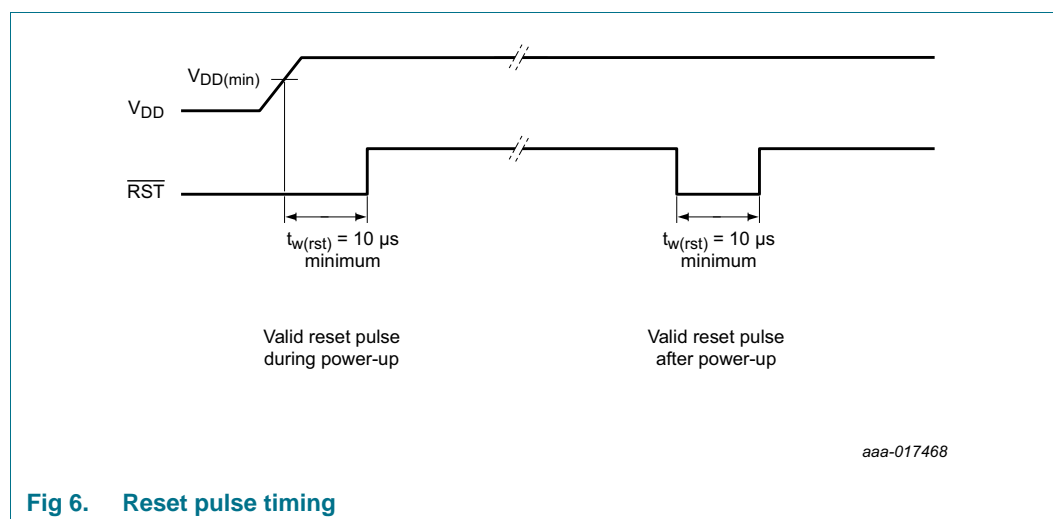 VDD(min)
VDD
RST
tw(rst) = 10 μs
minimum
tw(rst) = 10 μs
minimum
Valid reset pulse
during power-up
Valid reset pulse
after power-up
aaa-017468
Fig 6. Reset pulse timing